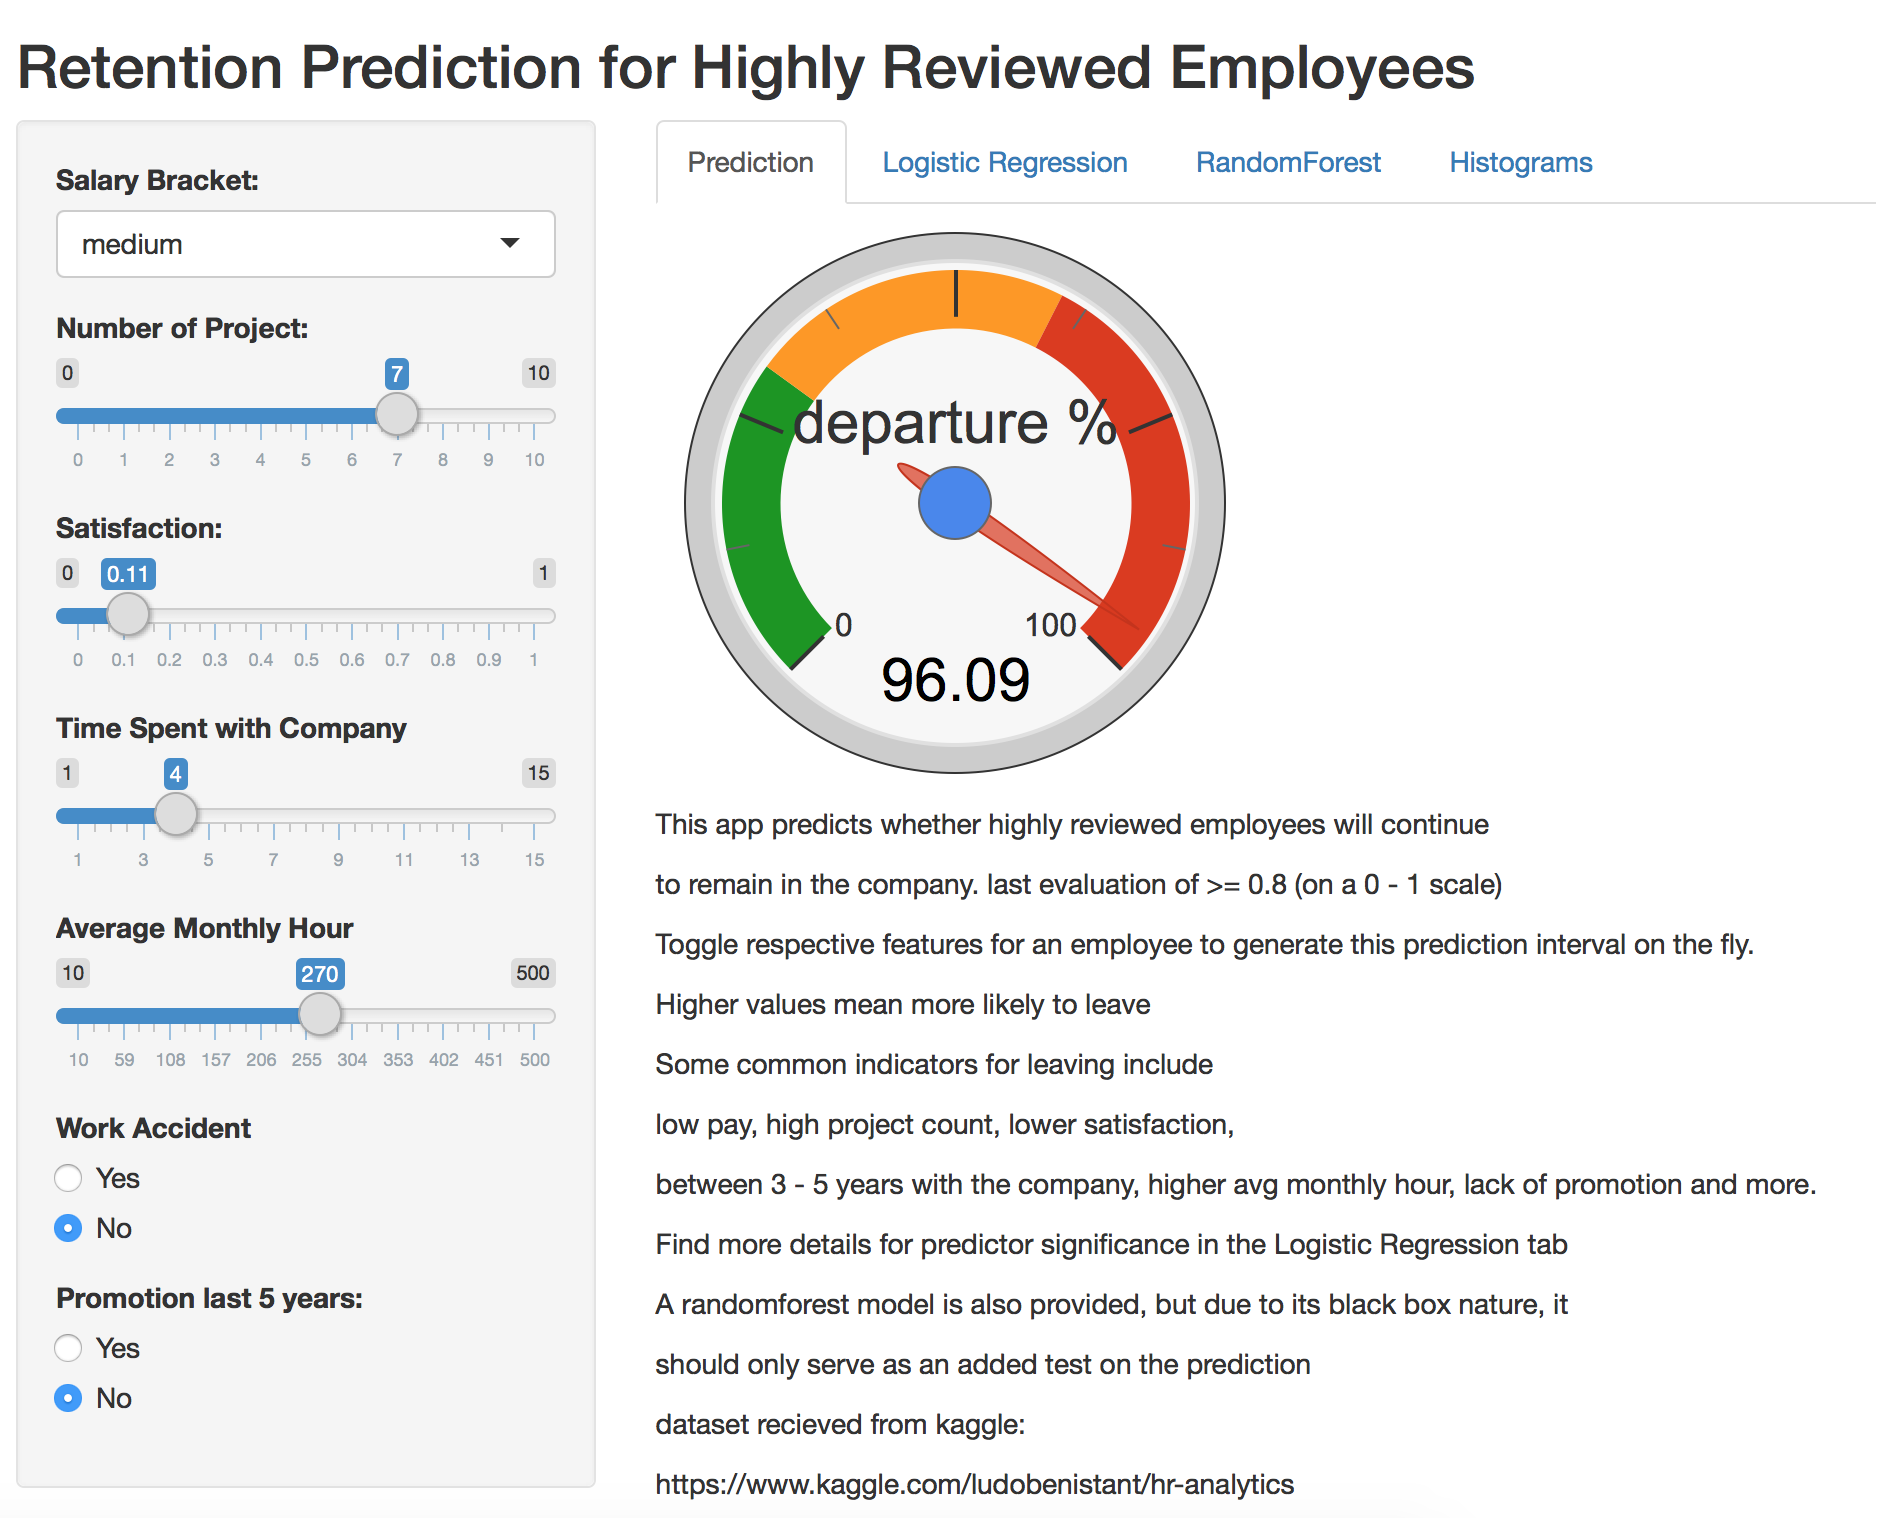 Retention Prediction for Highly Reviewed Employees
Salary Bracket:
medium
Number of Project:
0 7 10
0 1 2 3 4 5 6 7 8 9 10
Satisfaction:
0 0.11 1
0 0.1 0.2 0.3 0.4 0.5 0.6 0.7 0.8 0.9 1
Time Spent with Company
1 4 15
1 3 5 7 9 11 13 15
Average Monthly Hour
10 270 500
10 59 108 157 206 255 304 353 402 451 500
Work Accident
Yes
No
Promotion last 5 years:
Yes
No
Prediction Logistic Regression RandomForest Histograms
departure %
0 100
96.09
This app predicts whether highly reviewed employees will continue
to remain in the company. last evaluation of >= 0.8 (on a 0 - 1 scale)
Toggle respective features for an employee to generate this prediction interval on the fly.
Higher values mean more likely to leave
Some common indicators for leaving include
low pay, high project count, lower satisfaction,
between 3 - 5 years with the company, higher avg monthly hour, lack of promotion and more.
Find more details for predictor significance in the Logistic Regression tab
A randomforest model is also provided, but due to its black box nature, it
should only serve as an added test on the prediction
dataset recieved from kaggle:
https://www.kaggle.com/ludobenistant/hr-analytics